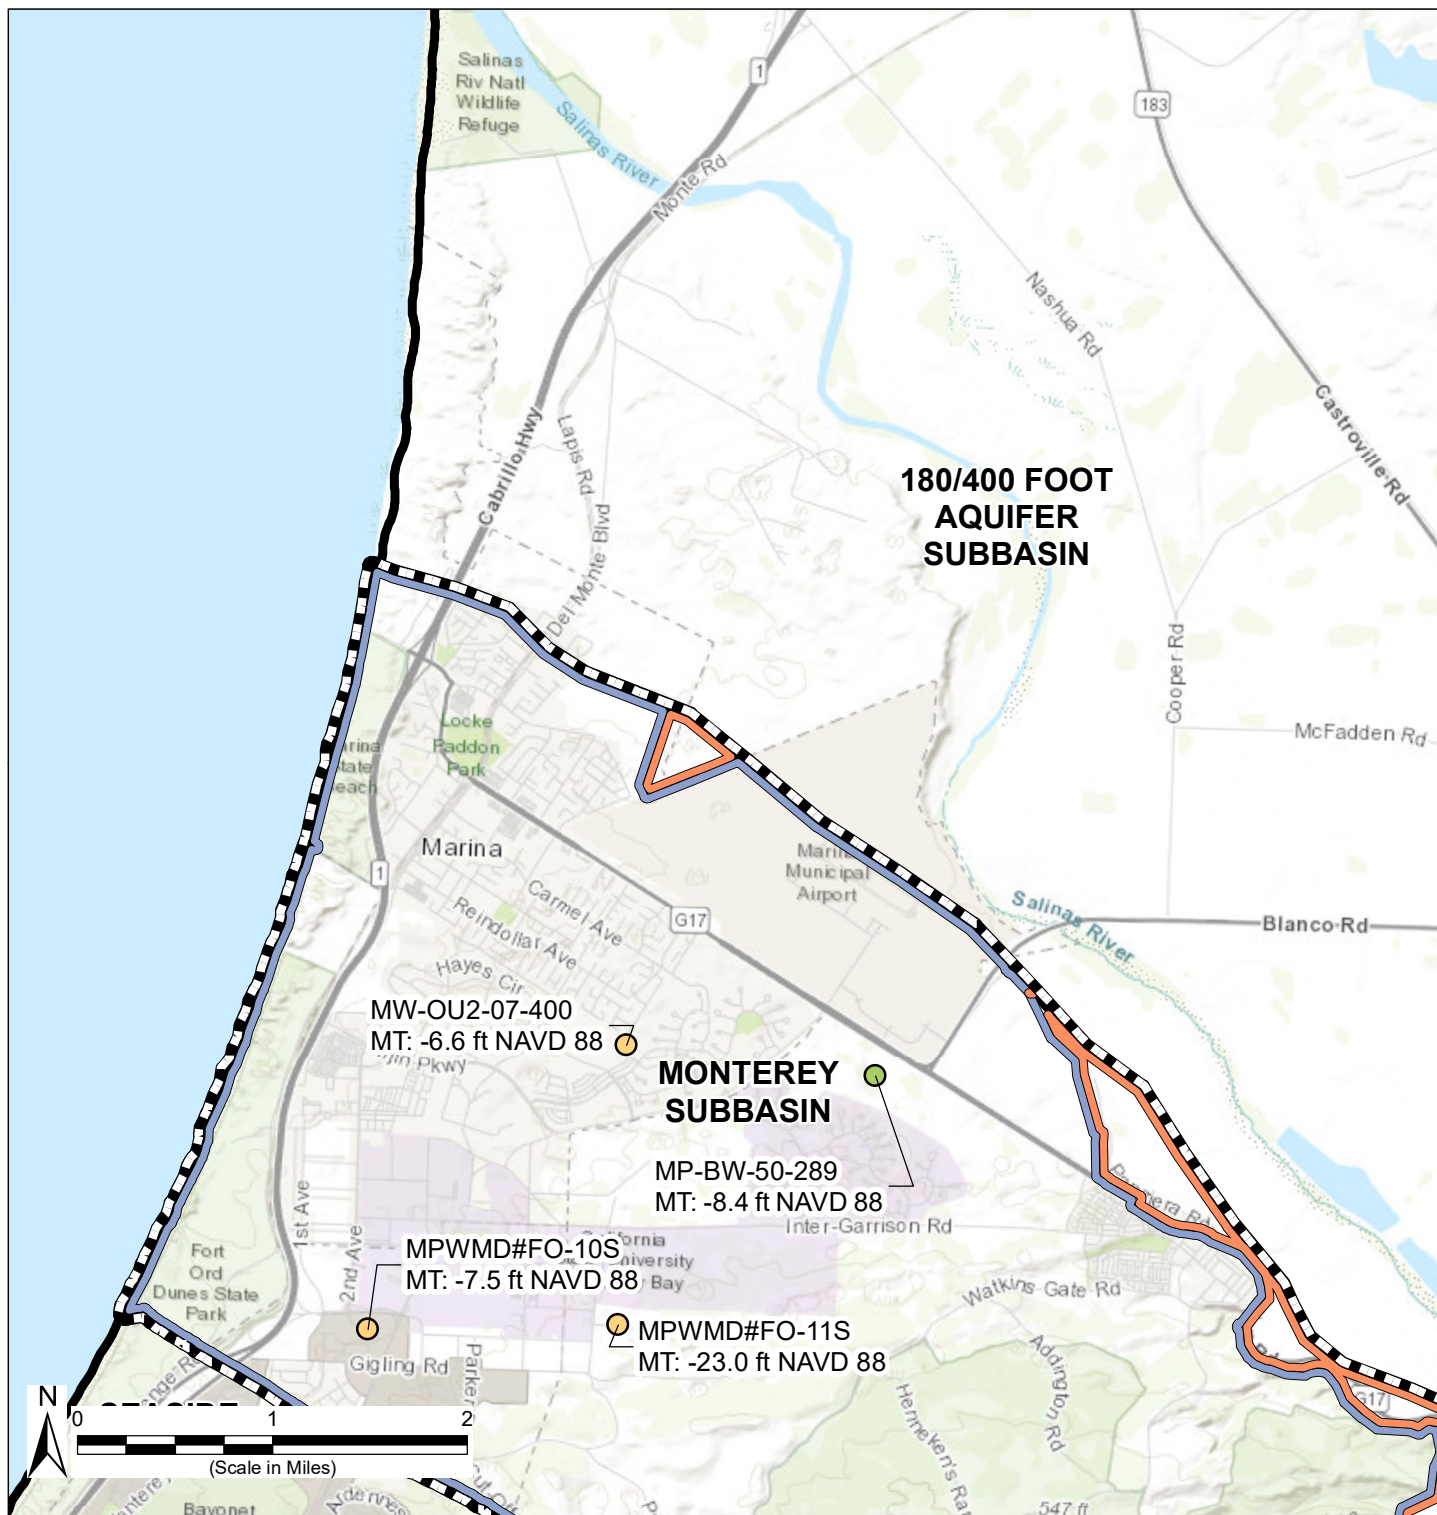 Salinas
Riv Natl
Wildlife
Refuge
Salinas River
1
183
Monte Rd
Nashua Rd
Castroville Rd
Cabrillo Hwy
Lapis Rd
Del Monte Blvd
180/400 FOOT
AQUIFER
SUBBASIN
Cooper Rd
McFadden Rd
Locke
Paddon
Park
State
Marina
1
Marina
Municipal
Airport
Carmel Ave
Reindollar Ave
G17
Salinas River
Blanco Rd
Hayes Cir
MW-OU2-07-400
MT: -6.6 ft NAVD 88
Pkwy
MONTEREY
SUBBASIN
MP-BW-50-289
MT: -8.4 ft NAVD 88
Inter-Garrison Rd
1st Ave
2nd Ave
Fort
Ord
Dunes State
Park
MPWMD#FO-10S
MT: -7.5 ft NAVD 88
Bay
Watkins Gate Rd
MPWMD#FO-11S
MT: -23.0 ft NAVD 88
Gigling Rd
Addington Rd
G17
N
0 1 2
(Scale in Miles)
Bayonet
547 ft